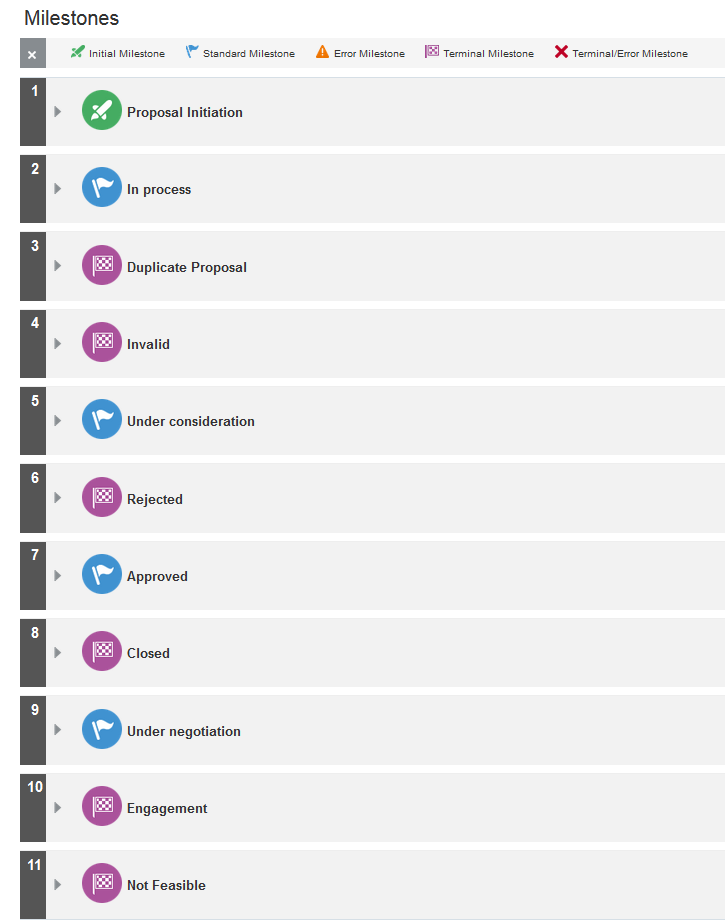 Milestones
× Initial Milestone Standard Milestone Error Milestone Terminal Milestone Terminal/Error Milestone
1 Proposal Initiation
2 In process
3 Duplicate Proposal
4 Invalid
5 Under consideration
6 Rejected
7 Approved
8 Closed
9 Under negotiation
10 Engagement
11 Not Feasible